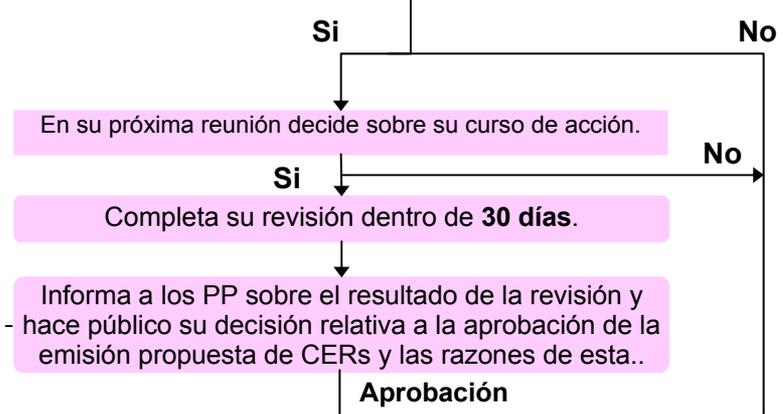 Si
No
En su próxima reunión decide sobre su curso de acción.
No
Si
Completa su revisión dentro de 30 días.
Informa a los PP sobre el resultado de la revisión y
- hace público su decisión relativa a la aprobación de la
emisión propuesta de CERs y las razones de esta..
Aprobación